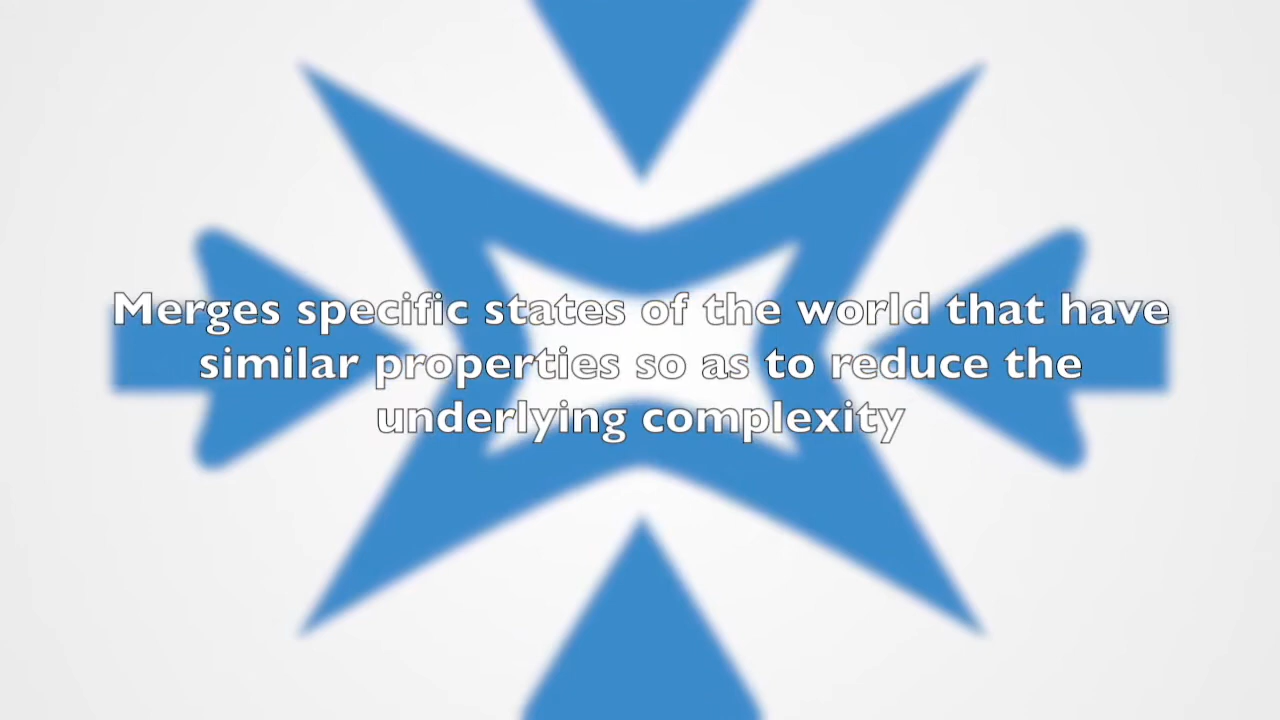 Merges specific states of the world that have
similar properties so as to reduce the
underlying complexity